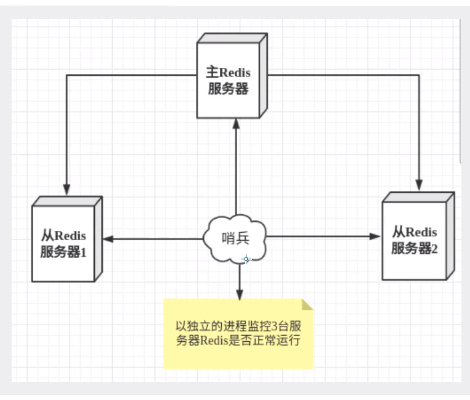 主Redis
服务器
从Redis
服务器1
哨兵
从Redis
服务器2
以独立的进程监控3台服
务器Redis是否正常运行